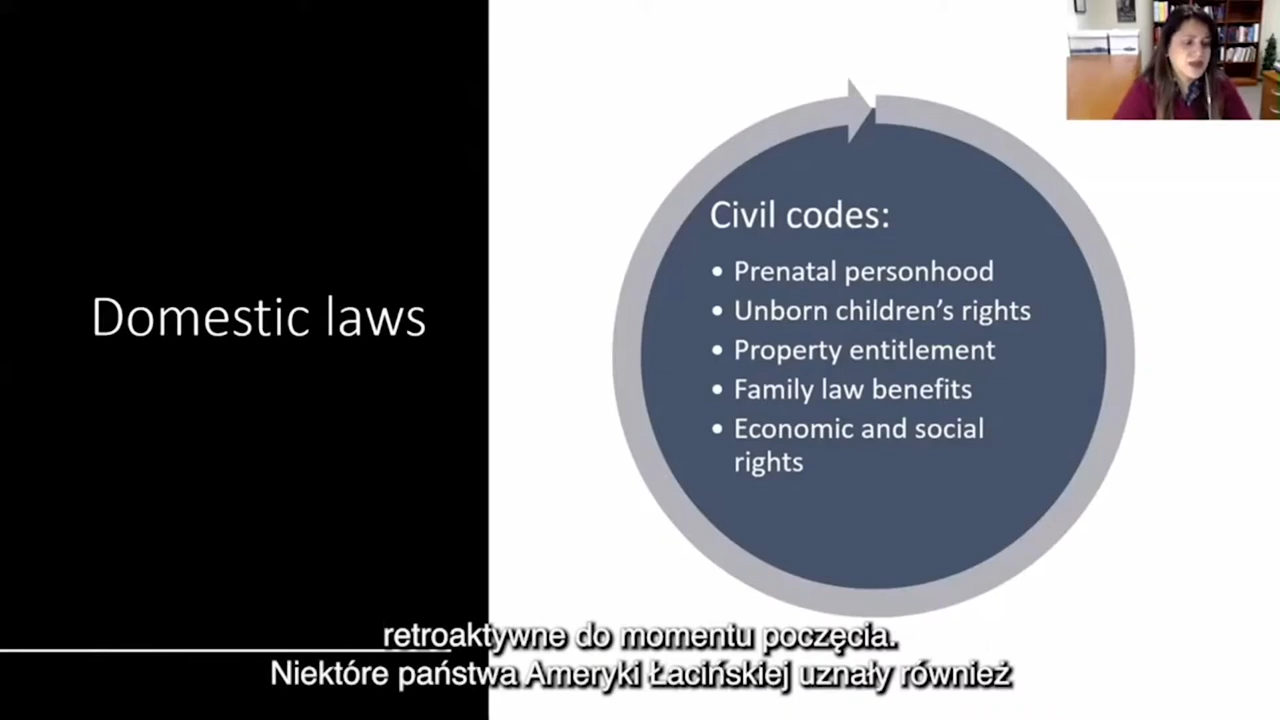 Domestic laws
Civil codes:
• Prenatal personhood
• Unborn children’s rights
• Property entitlement
• Family law benefits
• Economic and social
rights
retroaktywne do momentu poczęcia.
Niektóre państwa Ameryki Łacińskiej uznały również